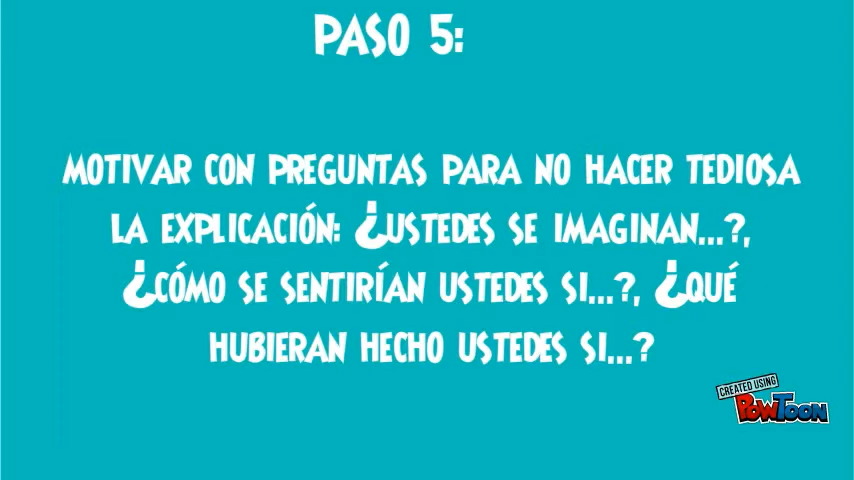 PASO 5:
MOTIVAR CON PREGUNTAS PARA NO HACER TEDIOSA
LA EXPLICACIÓN: ¿USTEDES SE IMAGINAN...?,
¿CÓMO SE SENTIRÍAN USTEDES SI...?, ¿QUÉ
HUBIERAN HECHO USTEDES SI...?
CREATED USING
POWTOON